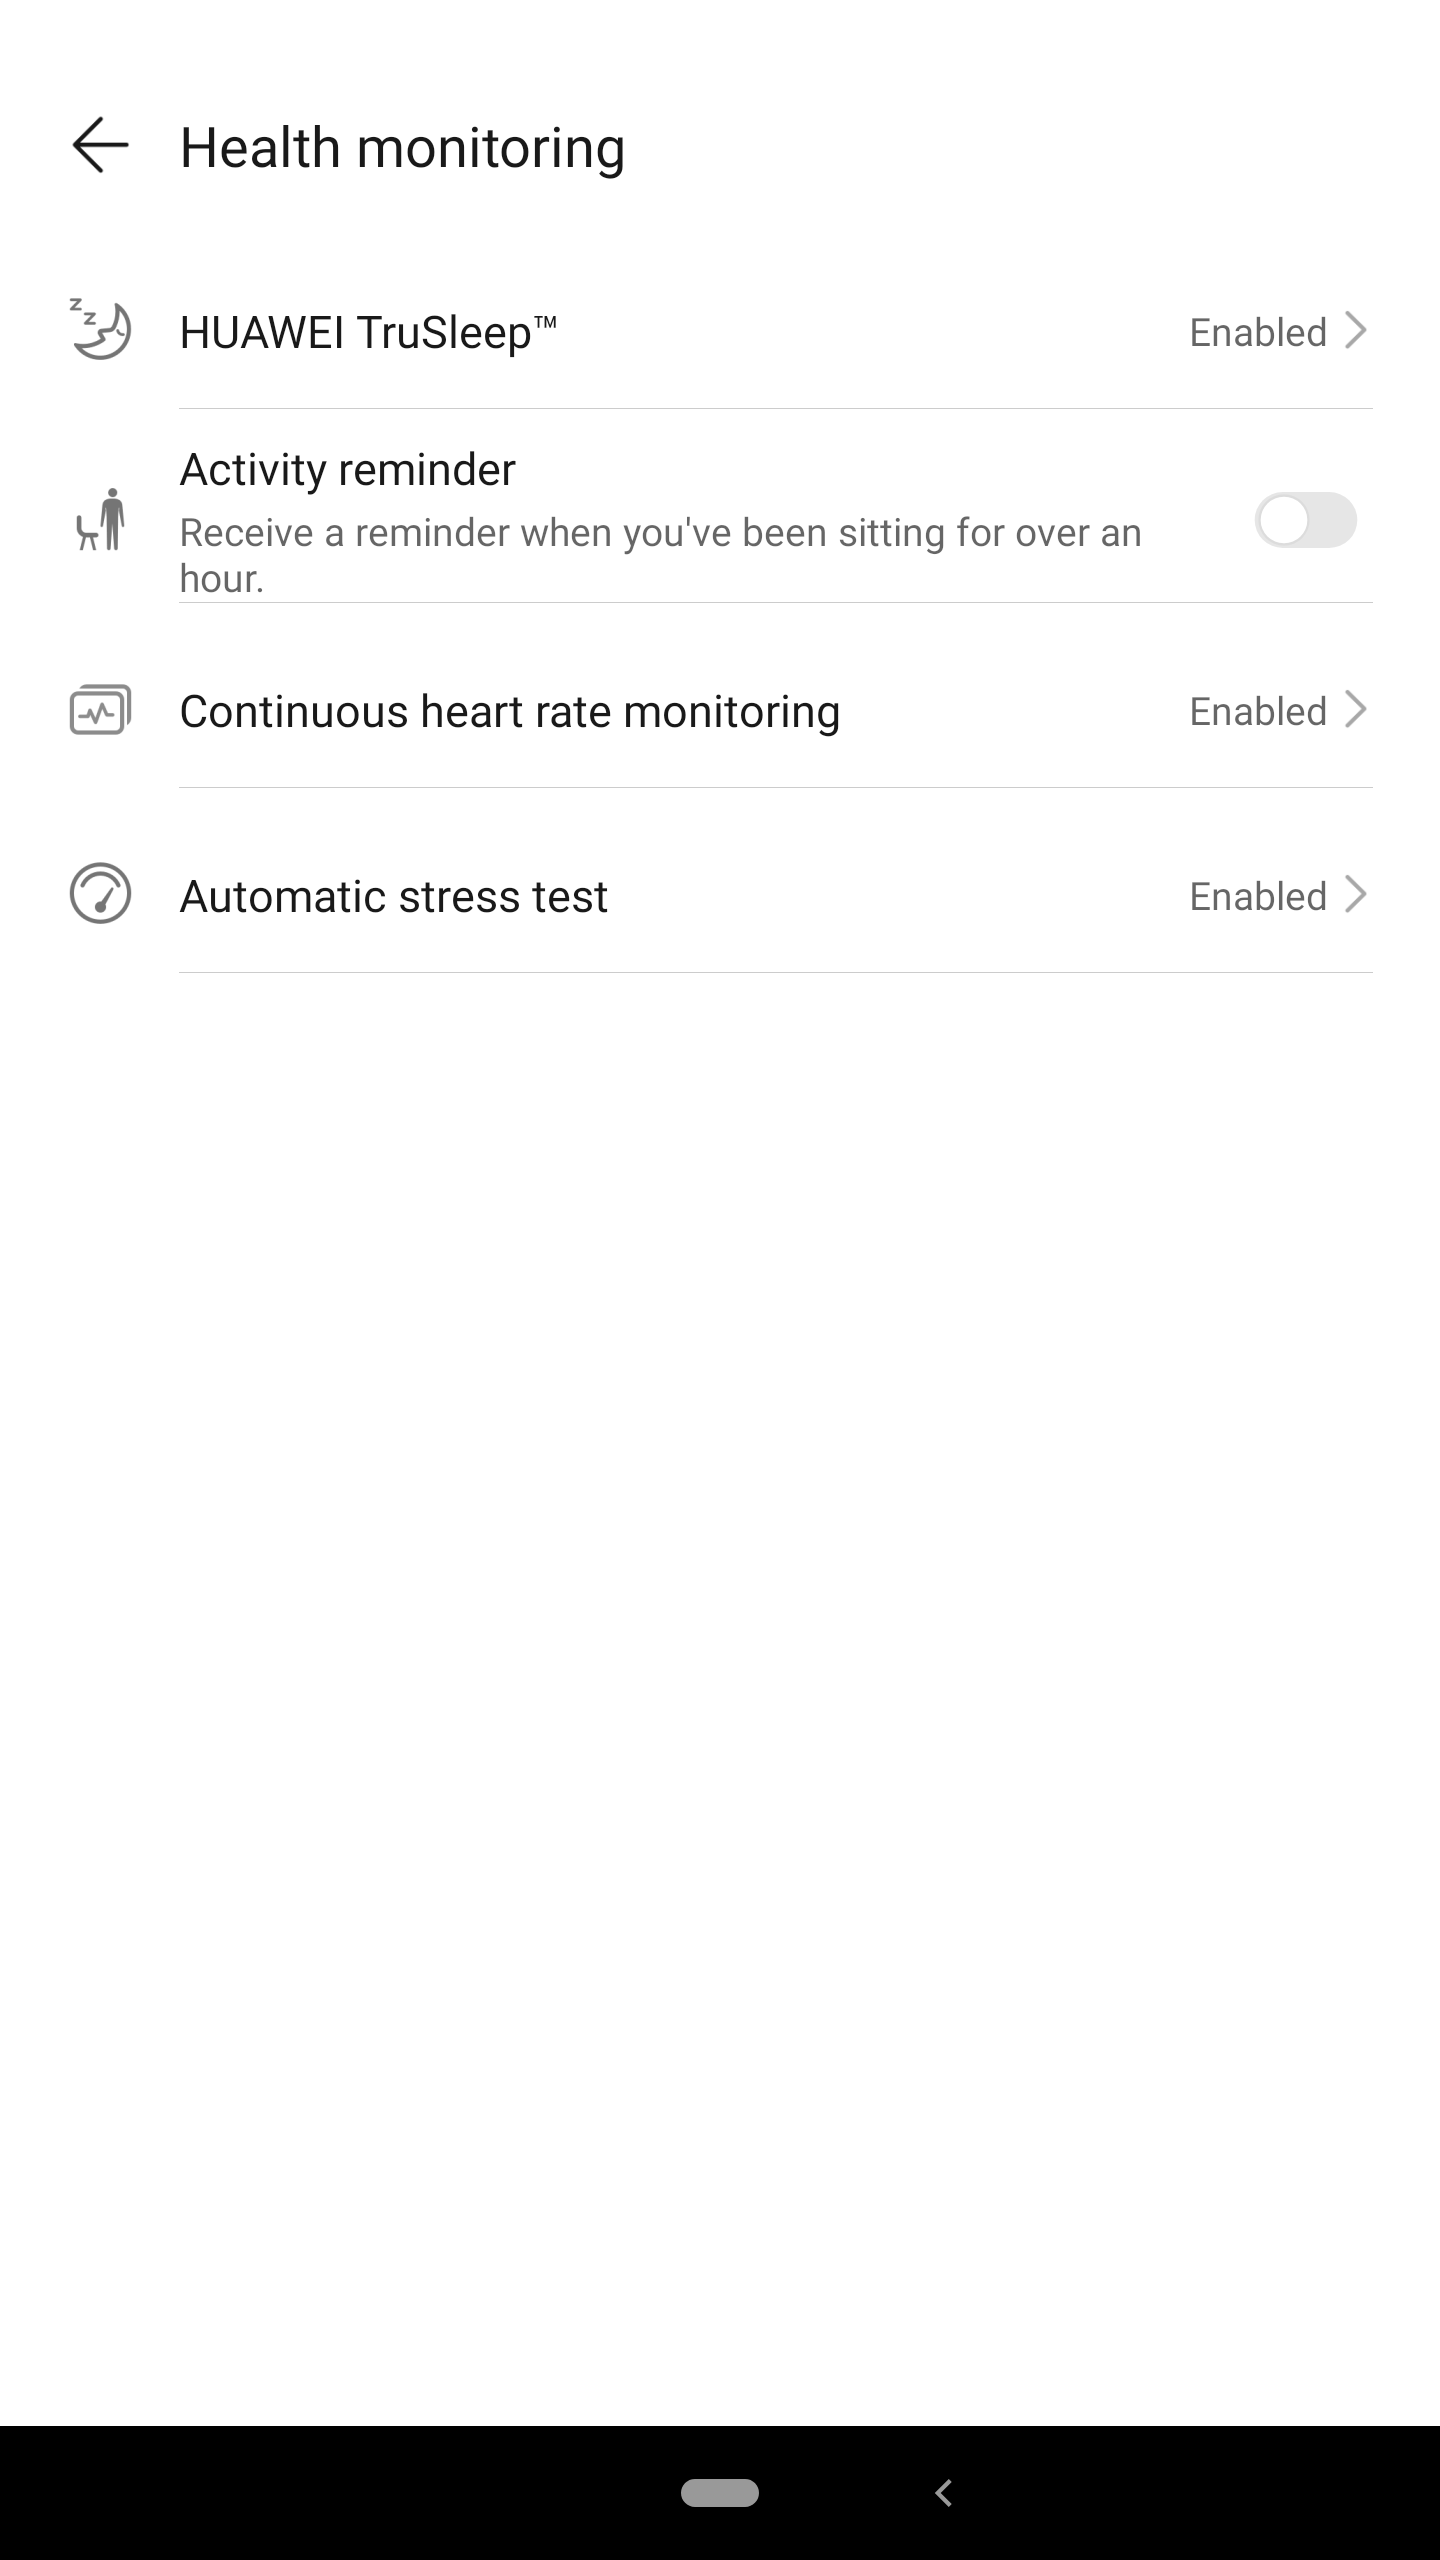 Health monitoring
HUAWEI TruSleep™ Enabled
Activity reminder
Receive a reminder when you've been sitting for over an
hour.
Continuous heart rate monitoring Enabled
Automatic stress test Enabled